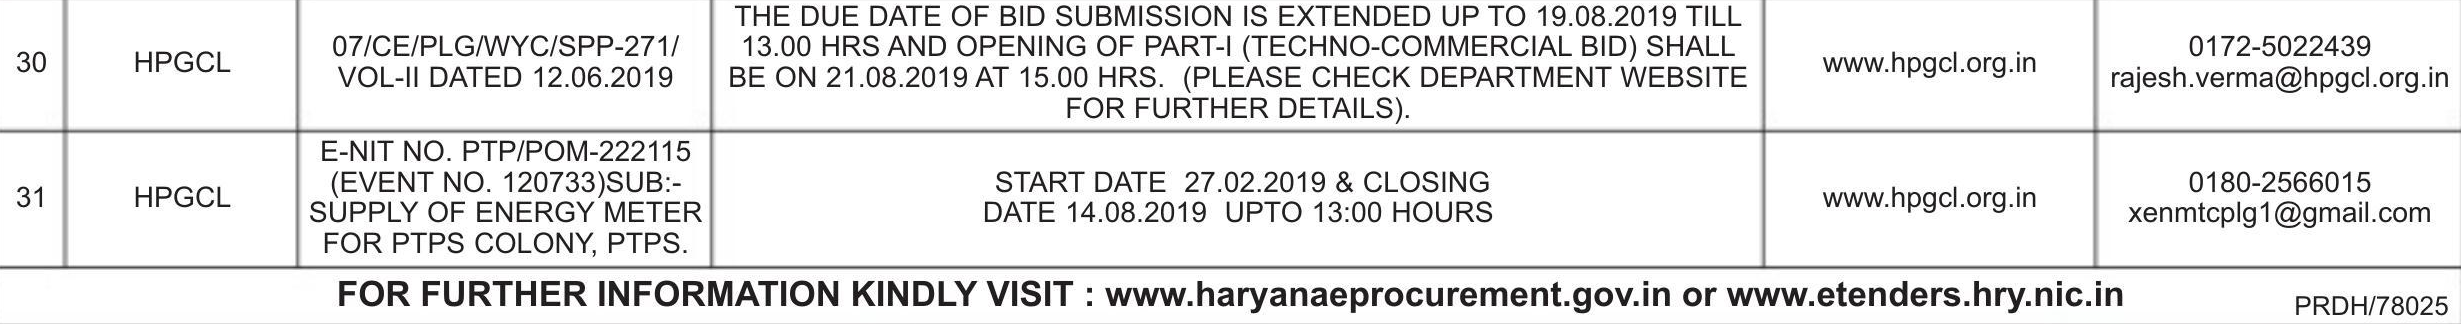 30
HPGCL
07/CE/PLG/WYC/SPP-271/
VOL-II DATED 12.06.2019
THE DUE DATE OF BID SUBMISSION IS EXTENDED UP TO 19.08.2019 TILL
13.00 HRS AND OPENING OF PART-I (TECHNO-COMMERCIAL BID) SHALL
BE ON 21.08.2019 AT 15.00 HRS. (PLEASE CHECK DEPARTMENT WEBSITE
FOR FURTHER DETAILS).
www.hpgcl.org.in
0172-5022439
rajesh.verma@hpgcl.org.in
31
HPGCL
E-NIT NO. PTP/POM-222115
(EVENT NO. 120733)SUB:-
SUPPLY OF ENERGY METER
FOR PTPS COLONY, PTPS.
START DATE 27.02.2019 & CLOSING
DATE 14.08.2019 UPTO 13:00 HOURS
www.hpgcl.org.in
0180-2566015
xenmtcplg1@gmail.com
FOR FURTHER INFORMATION KINDLY VISIT : www.haryanaeprocurement.gov.in or www.etenders.hry.nic.in
PRDH/78025